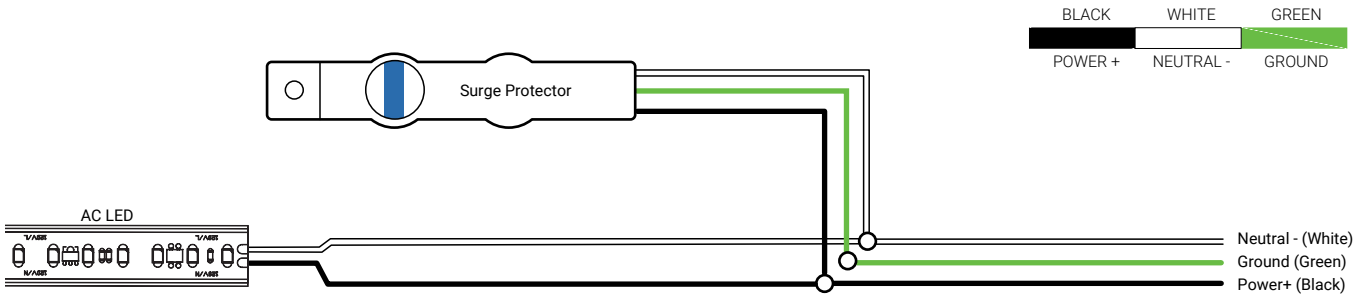 BLACK WHITE GREEN
POWER + NEUTRAL - GROUND
Surge Protector
AC LED
Neutral - (White)
Ground (Green)
Power+ (Black)